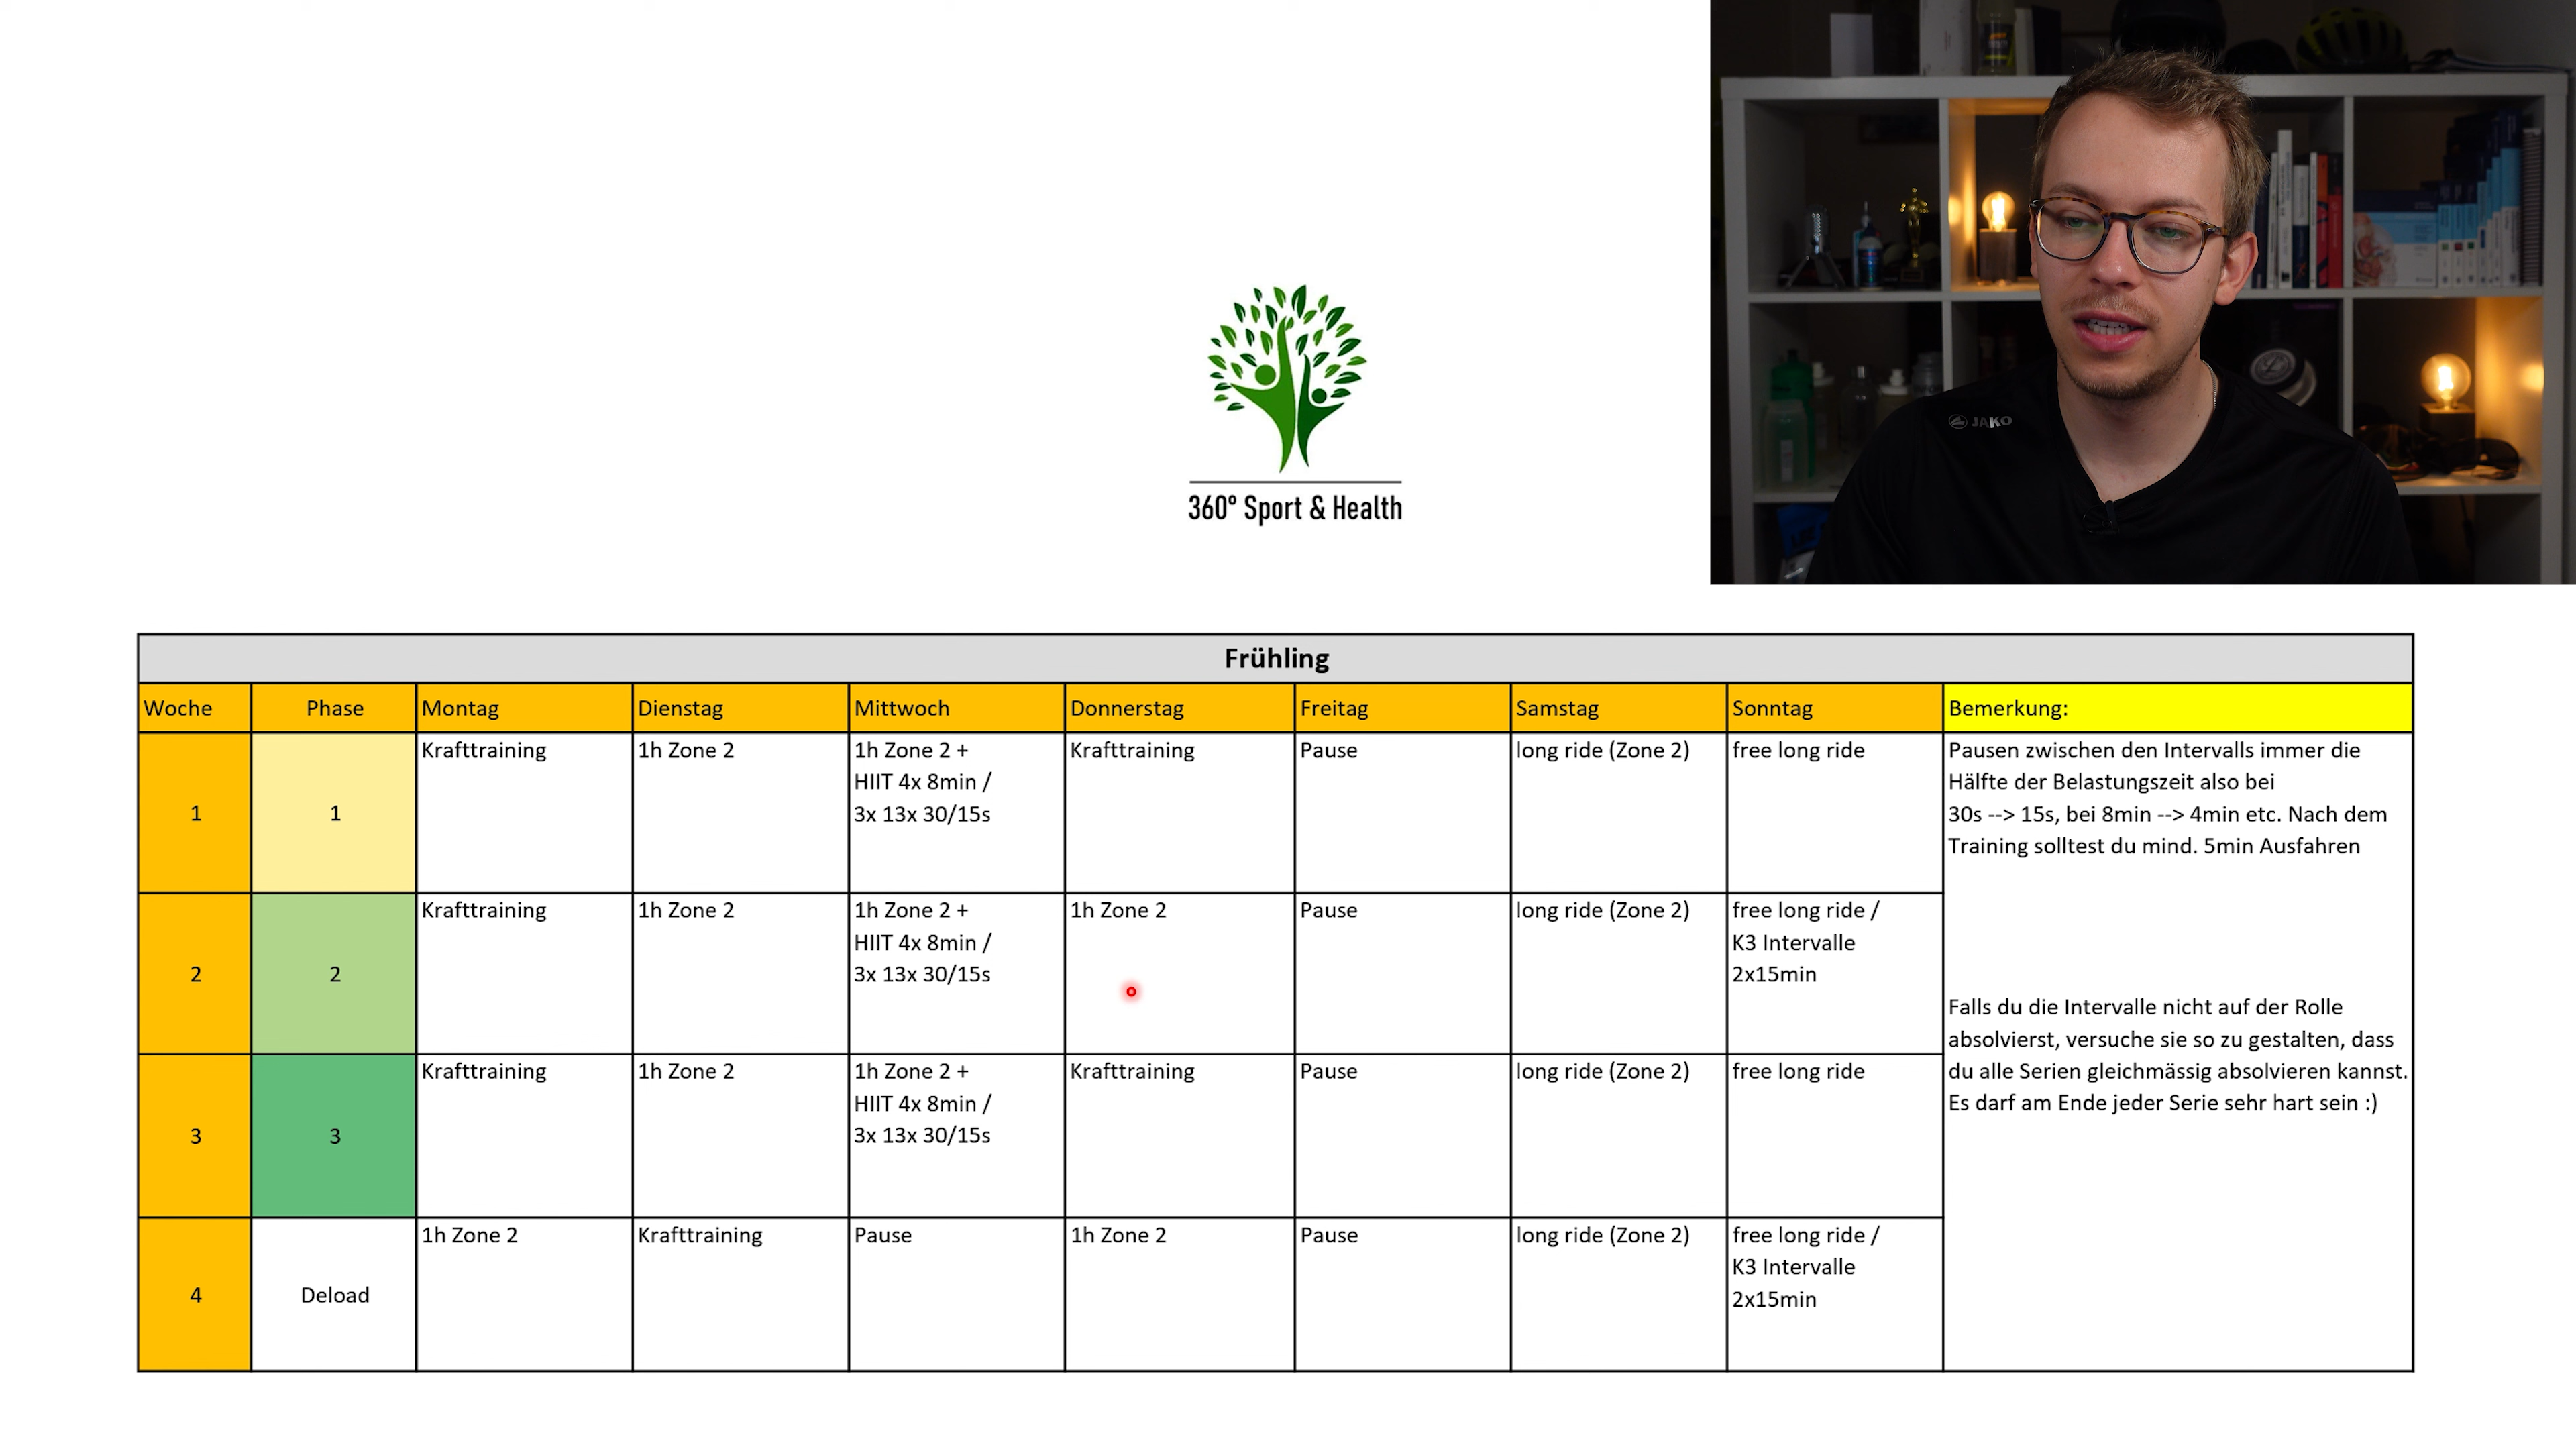 JAKO
360° Sport & Health
Frühling
Woche Phase Montag Dienstag Mittwoch Donnerstag Freitag Samstag Sonntag Bemerkung:
1
1
Krafttraining
1h Zone 2
1h Zone 2 +
HIIT 4x 8min /
3x 13x 30/15s
Krafttraining
Pause
long ride (Zone 2)
free long ride
Pausen zwischen den Intervalls immer die
Hälfte der Belastungszeit also bei
30s --> 15s, bei 8min --> 4min etc. Nach dem
Training solltest du mind. 5min Ausfahren
2
2
Krafttraining
1h Zone 2
1h Zone 2 +
HIIT 4x 8min /
3x 13x 30/15s
1h Zone 2
Pause
long ride (Zone 2)
free long ride /
K3 Intervalle
2x15min
Falls du die Intervalle nicht auf der Rolle
absolvierst, versuche sie so zu gestalten, dass
du alle Serien gleichmässig absolvieren kannst.
Es darf am Ende jeder Serie sehr hart sein :)
3
3
Krafttraining
1h Zone 2
1h Zone 2 +
HIIT 4x 8min /
3x 13x 30/15s
Krafttraining
Pause
long ride (Zone 2)
free long ride
4
Deload
1h Zone 2
Krafttraining
Pause
1h Zone 2
Pause
long ride (Zone 2)
free long ride /
K3 Intervalle
2x15min